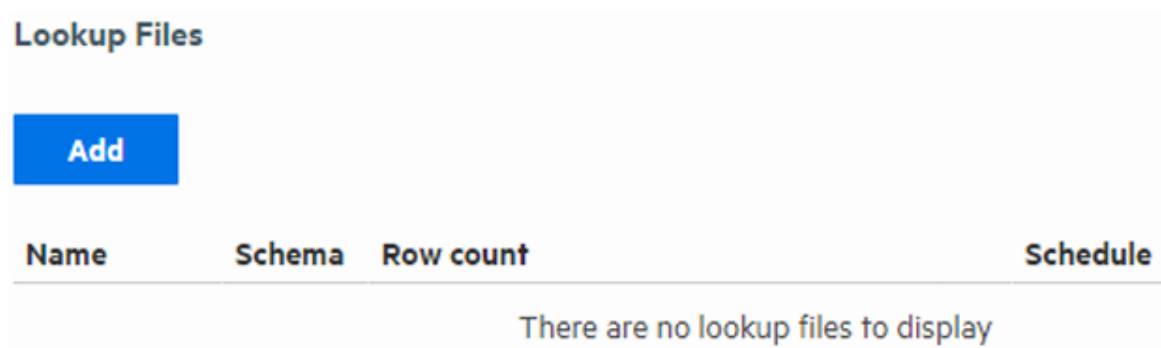 Lookup Files
Add
Name Schema Row count Schedule
There are no lookup files to display